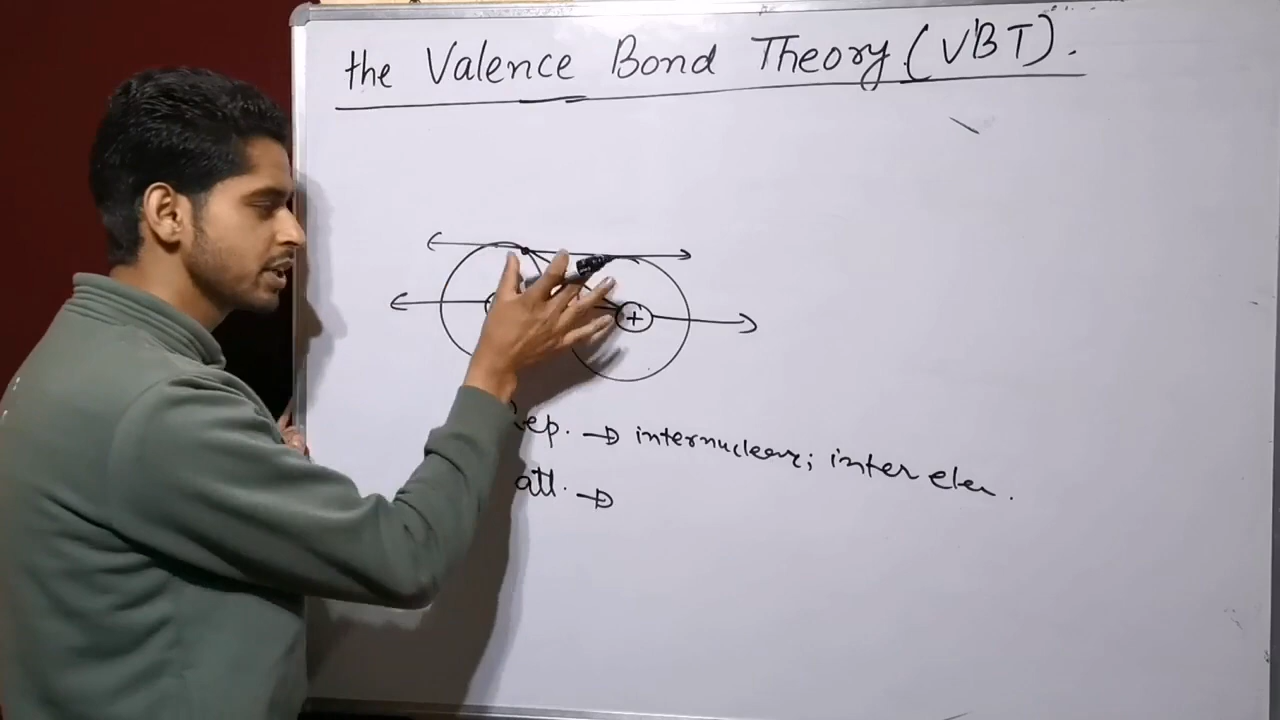 the Valence Bond Theory (VBT).
+
ep. → internuclear; inter elec.
att. →